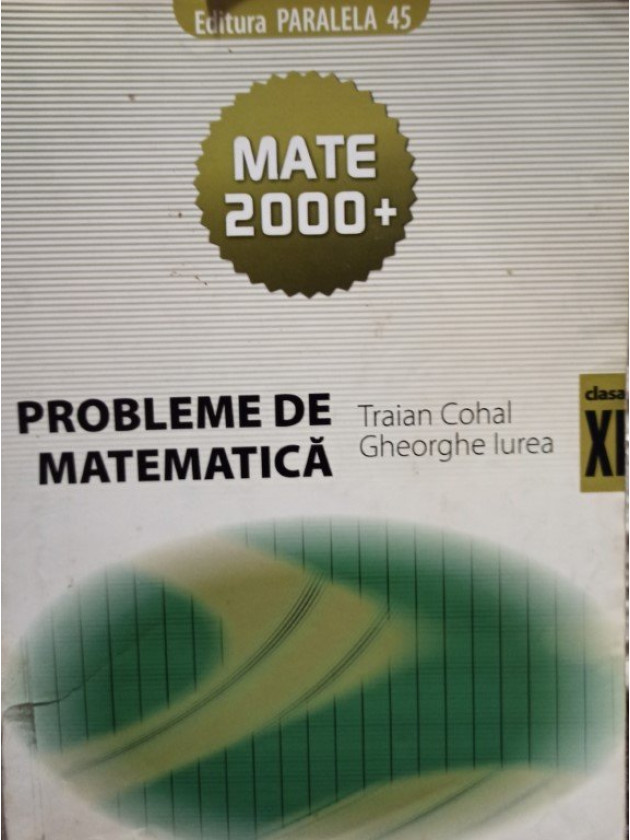 Editura PARALELA 45
MATE
2000+
PROBLEME DE
MATEMATICĂ
Traian Cohal
Gheorghe Iurea
clasa
XI